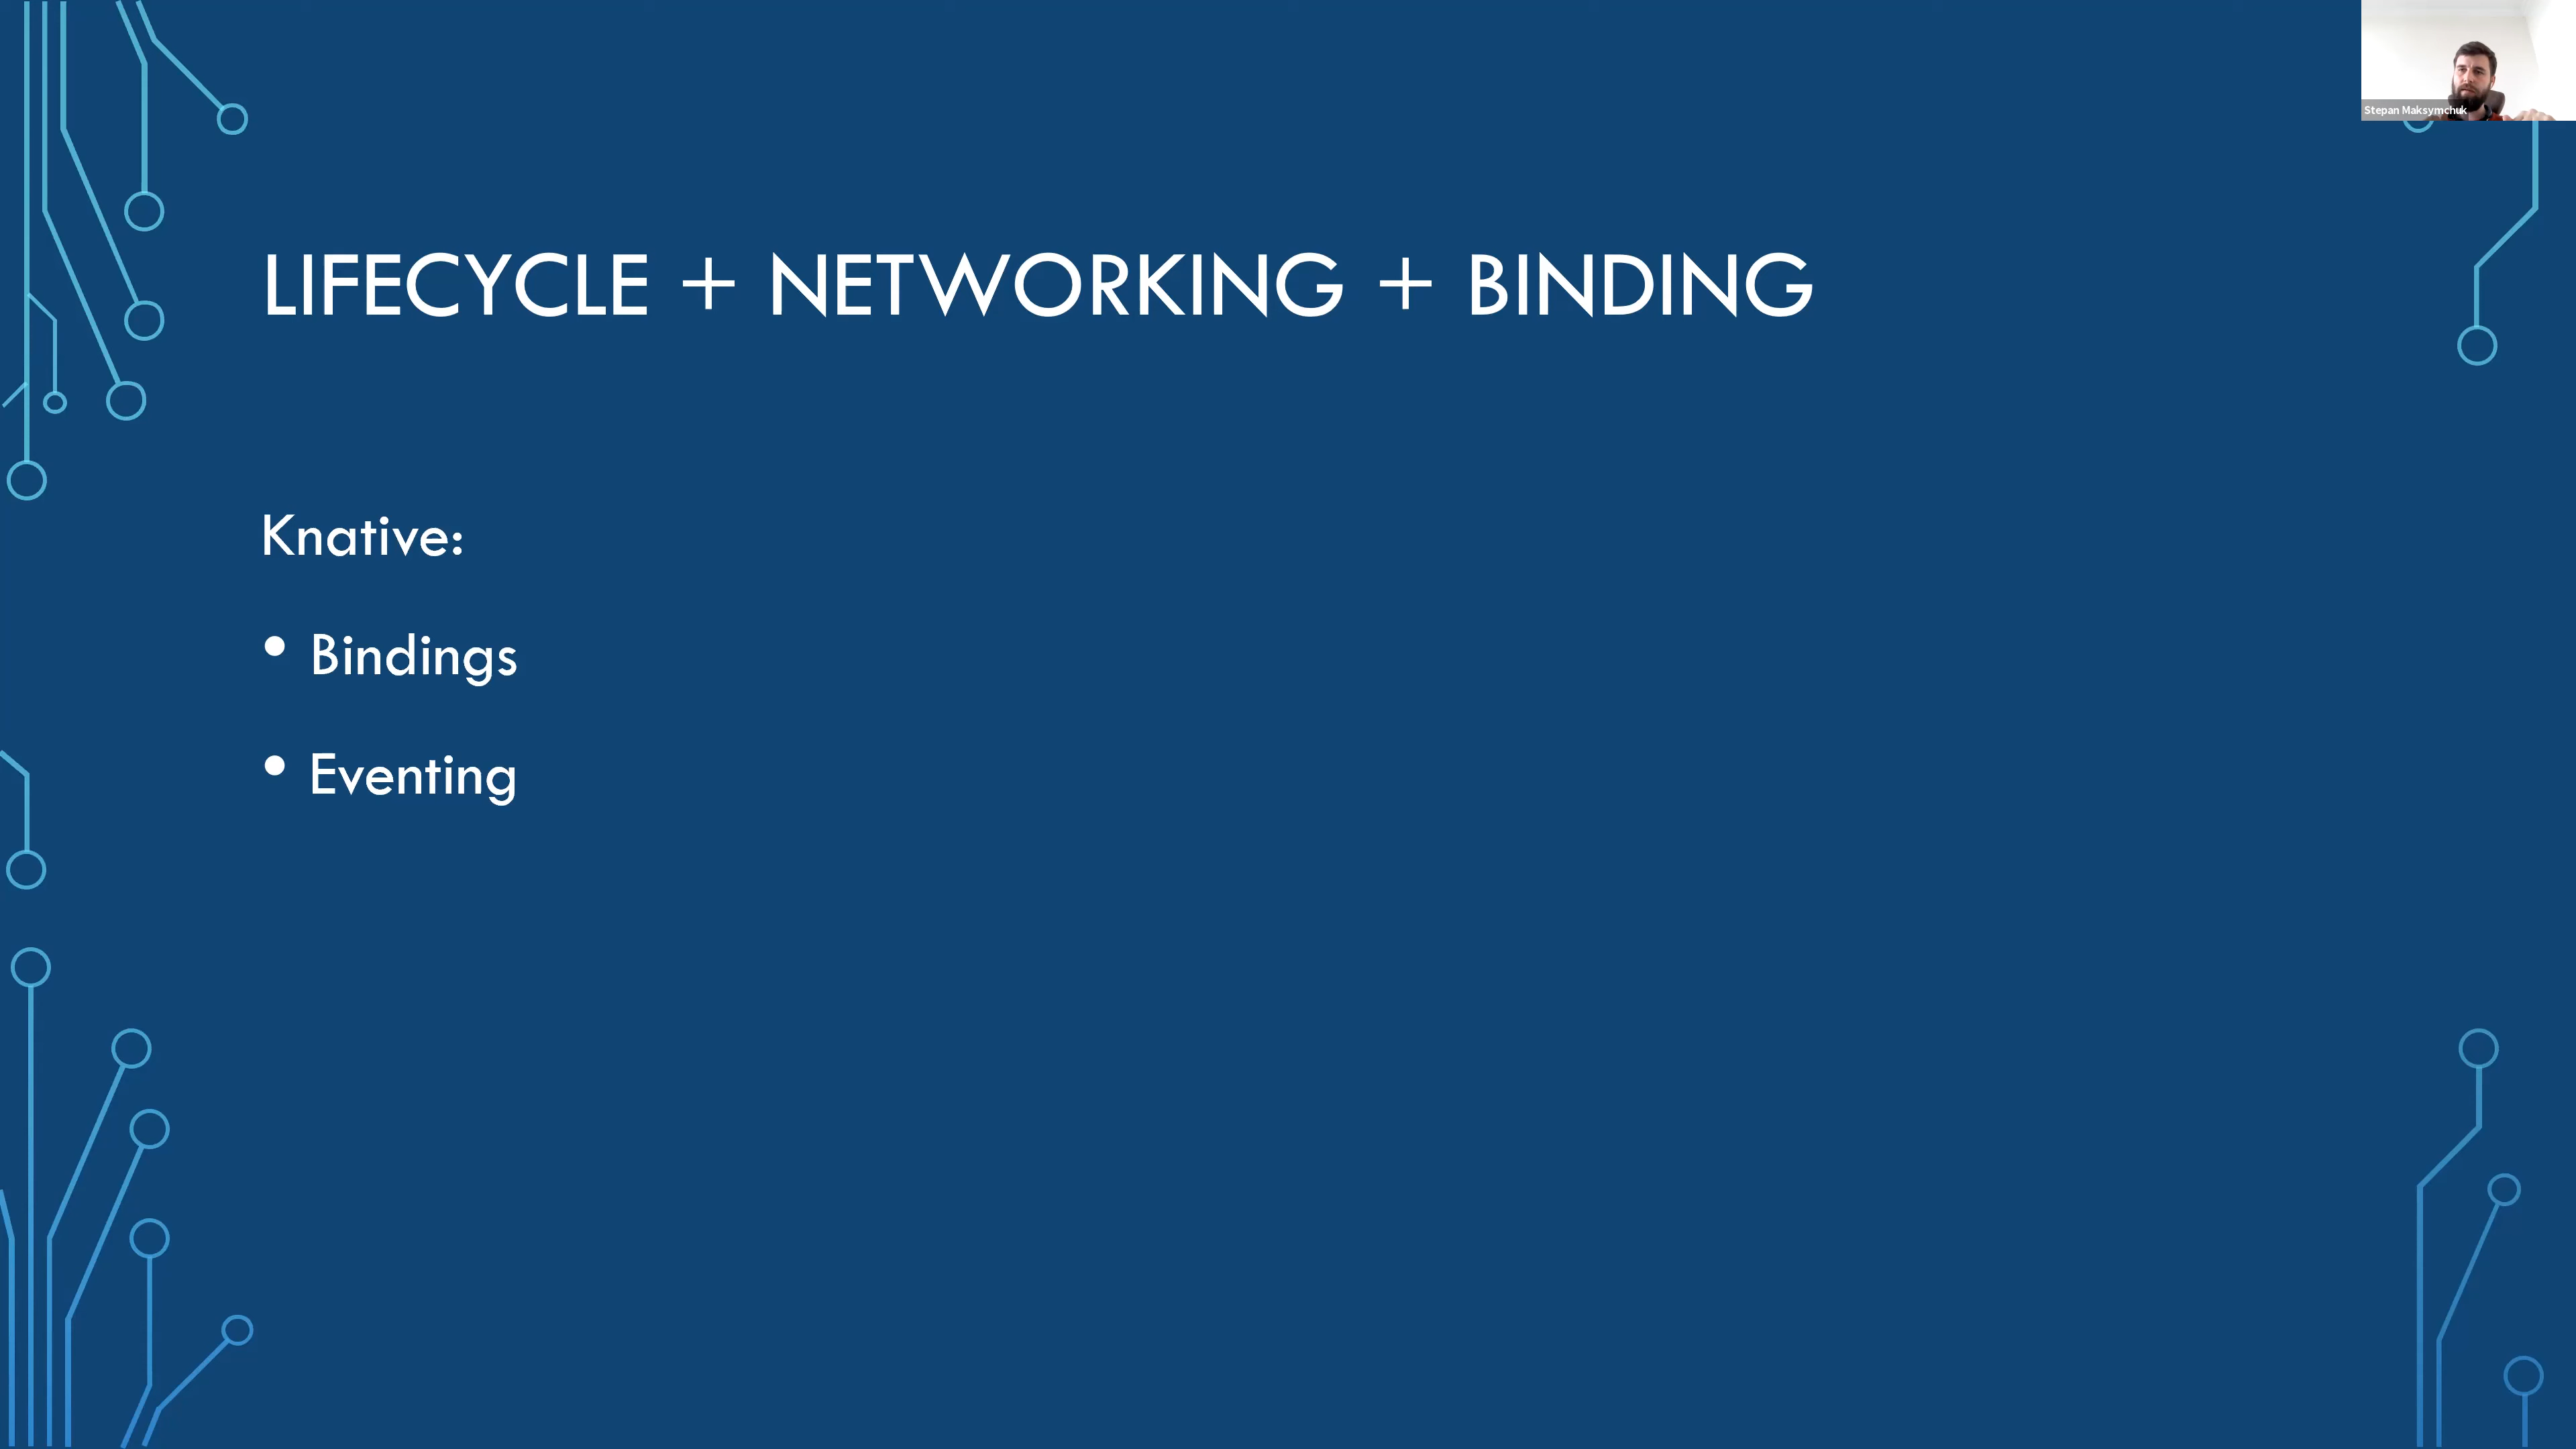 Stepan Maksymchuk
LIFECYCLE + NETWORKING + BINDING
Knative:
• Bindings
• Eventing